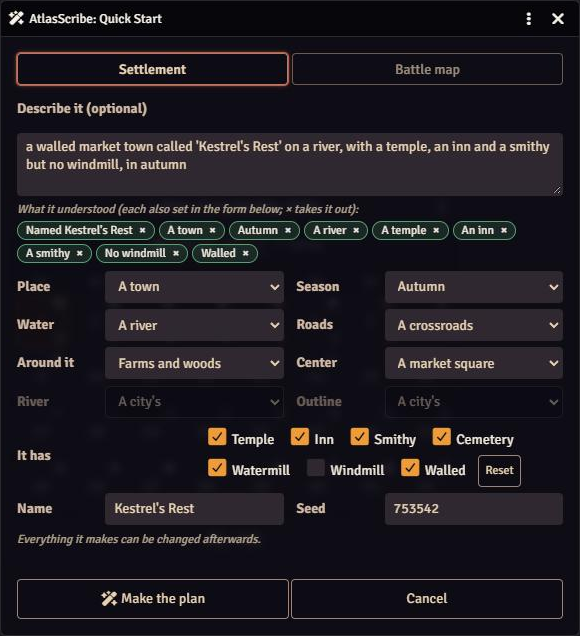 AtlasScribe: Quick Start
Settlement
Battle map
Describe it (optional)
a walled market town called 'Kestrel's Rest' on a river, with a temple, an inn and a smithy
but no windmill, in autumn
What it understood (each also set in the form below; × takes it out):
Named Kestrel's Rest × A town × Autumn × A river × A temple × An inn ×
A smithy × No windmill × Walled ×
Place A town Season Autumn
Water A river Roads A crossroads
Around it Farms and woods Center A market square
River A city's Outline A city's
It has
Temple Inn Smithy Cemetery
Watermill Windmill Walled Reset
Name Kestrel's Rest Seed 753542
Everything it makes can be changed afterwards.
Make the plan Cancel